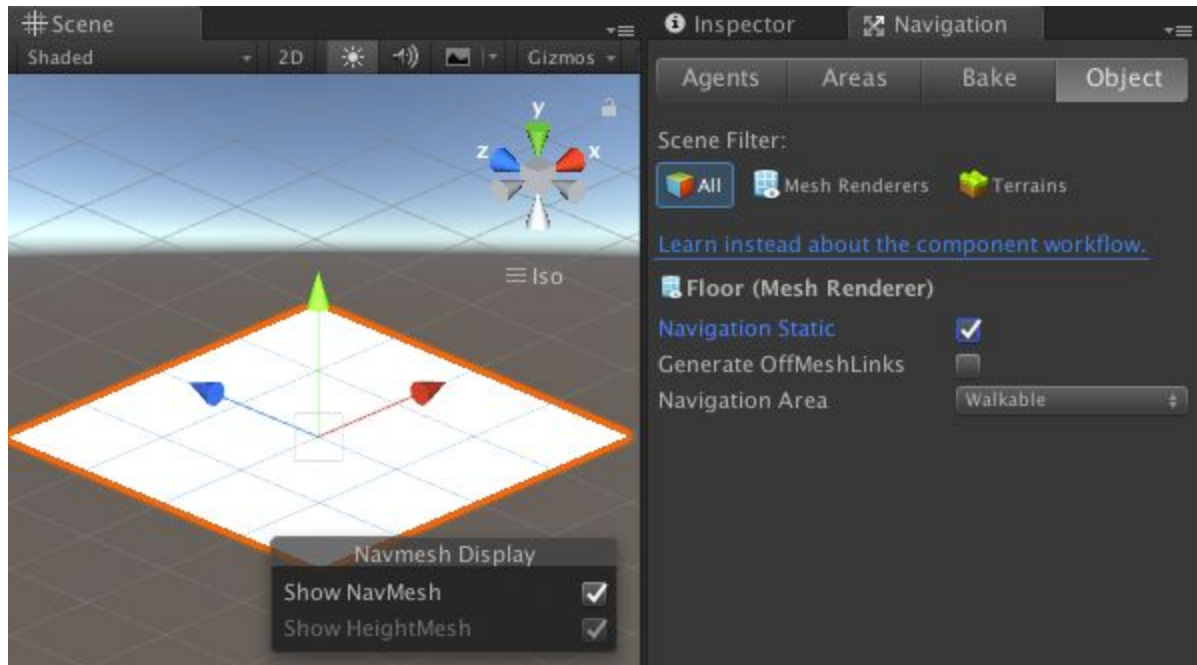 Scene
Shaded 2D Gizmos
y
z x
Iso
Navmesh Display
Show NavMesh
Show HeightMesh
Inspector Navigation
Agents Areas Bake Object
Scene Filter:
All Mesh Renderers Terrains
Learn instead about the component workflow.
Floor (Mesh Renderer)
Navigation Static
Generate OffMeshLinks
Navigation Area Walkable